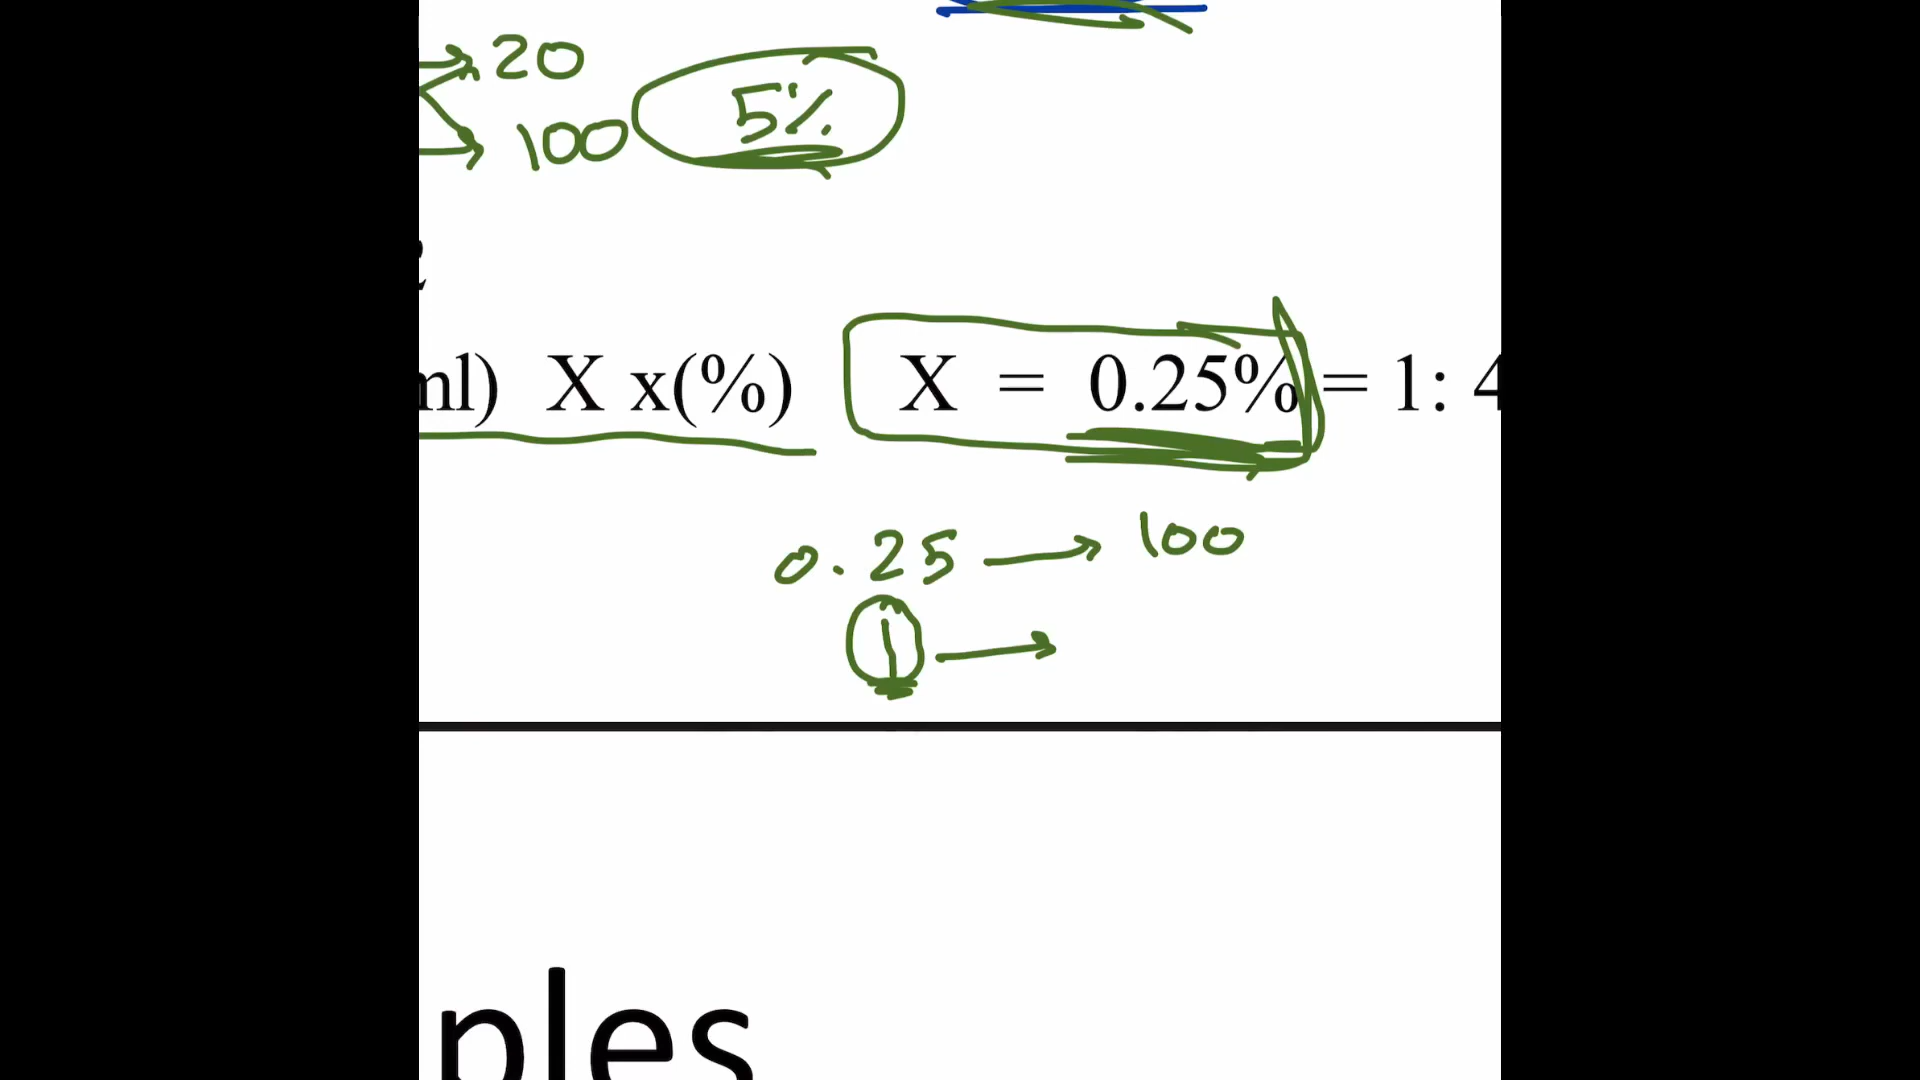 20
100 5%
ml) X x(%) X = 0.25% = 1: 4
0.25 → 100
1 →
ples